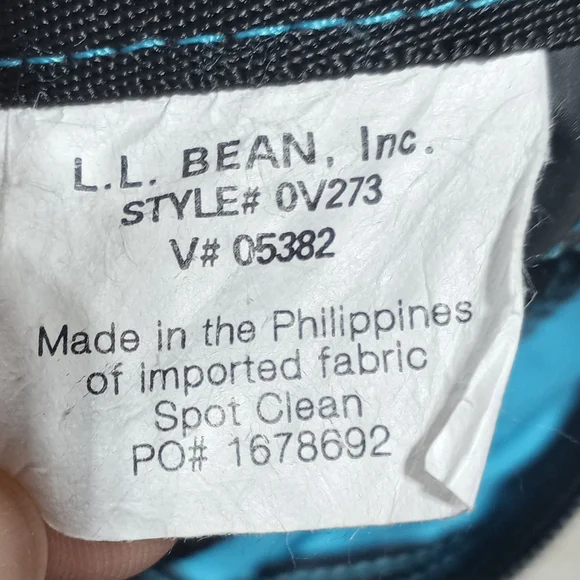 L.L. BEAN, Inc.
STYLE# 0V273
V# 05382
Made in the Philippines
of imported fabric
Spot Clean
PO# 1678692